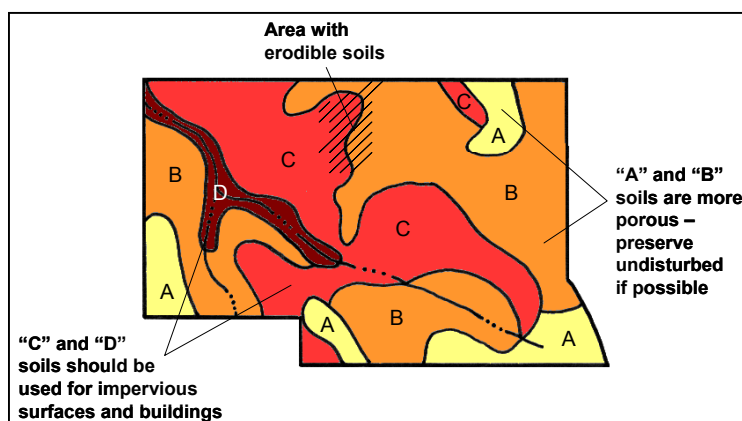 Area with
erodible soils
C
A
B
C
D
B
C
A
A
B
A
“A” and “B”
soils are more
porous –
preserve
undisturbed
if possible
“C” and “D”
soils should be
used for impervious
surfaces and buildings